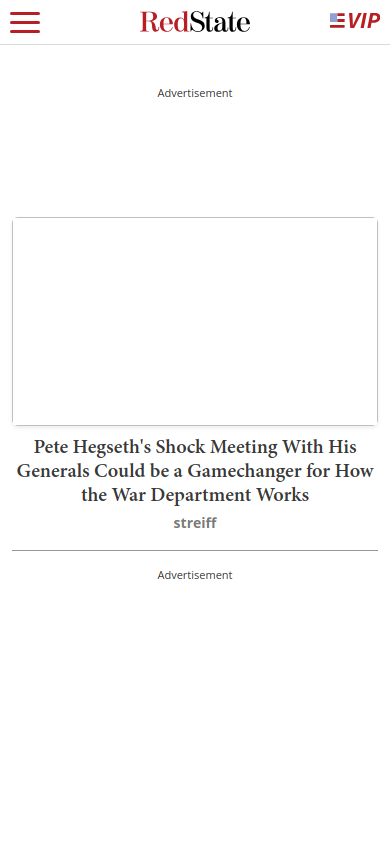 RedState
VIP
Advertisement
Pete Hegseth's Shock Meeting With His
Generals Could be a Gamechanger for How
the War Department Works
streiff
Advertisement